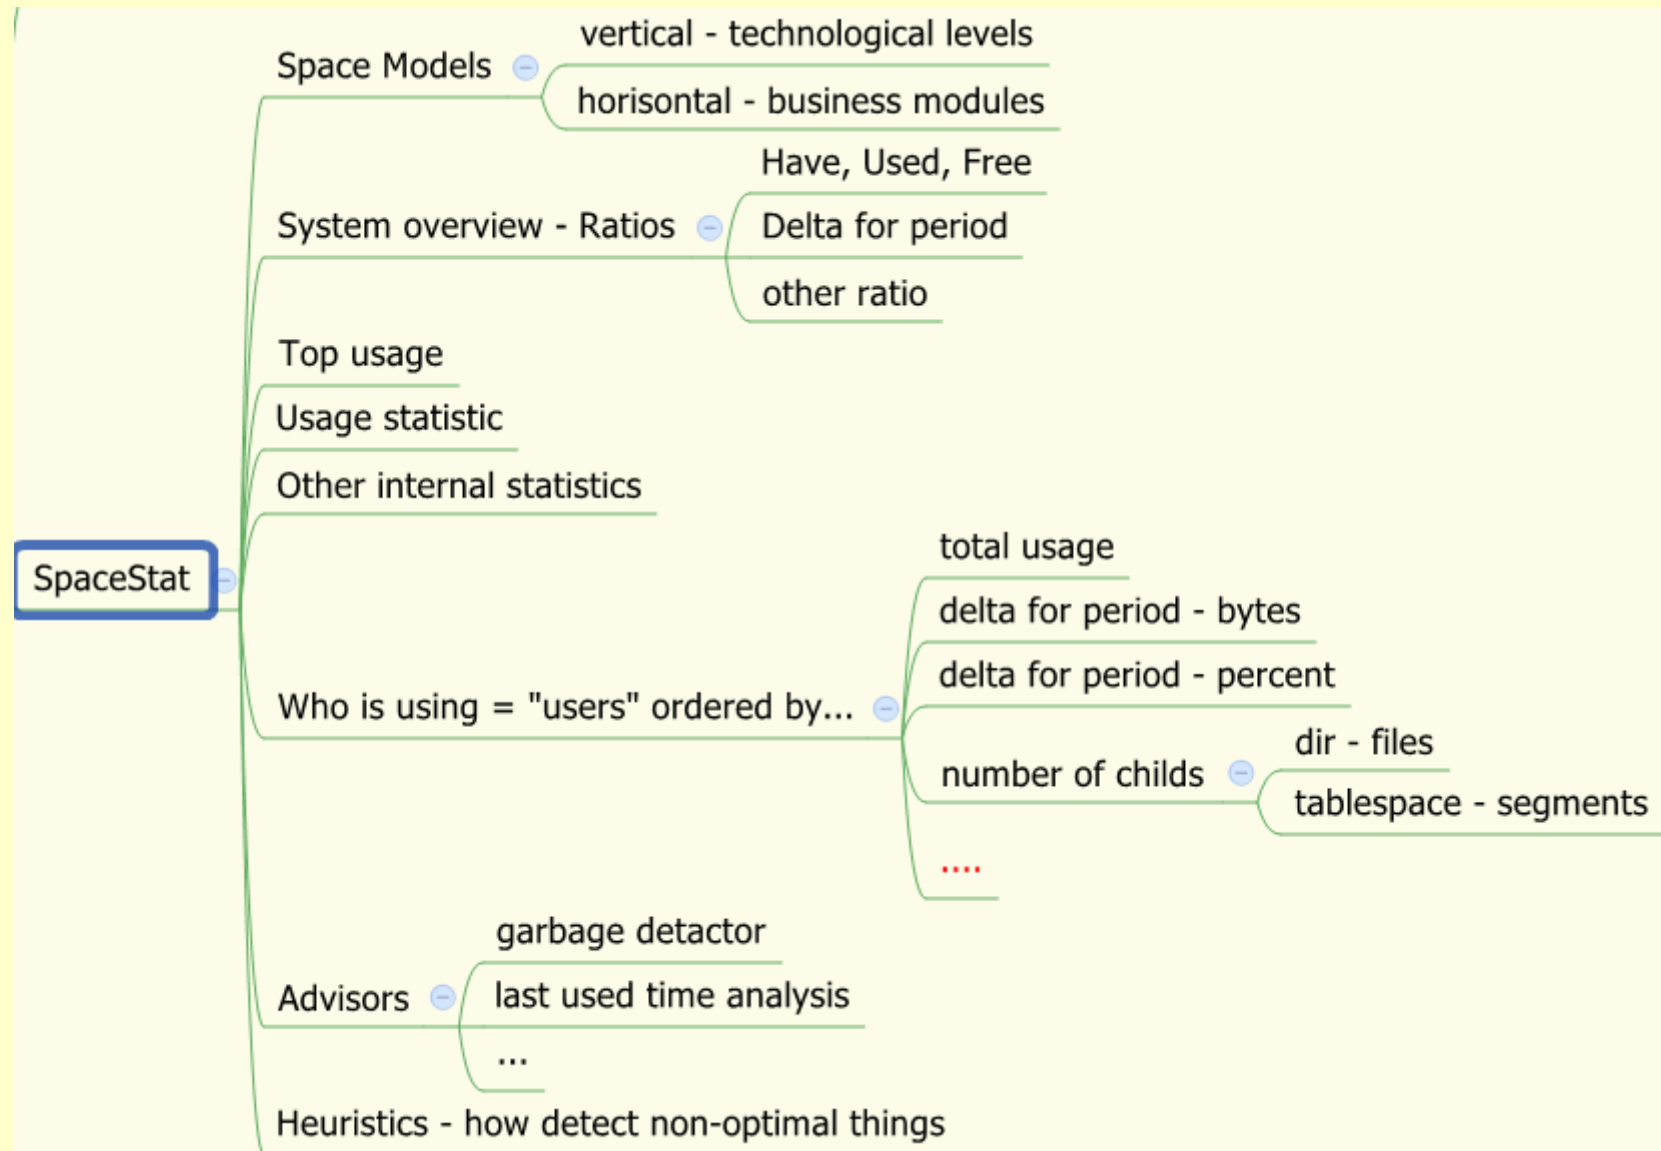 Space Models
vertical - technological levels
horisontal - business modules
System overview - Ratios
Have, Used, Free
Delta for period
other ratio
Top usage
Usage statistic
Other internal statistics
SpaceStat
Who is using = "users" ordered by...
total usage
delta for period - bytes
delta for period - percent
number of childs
dir - files
tablespace - segments
....
Advisors
garbage detactor
last used time analysis
...
Heuristics - how detect non-optimal things